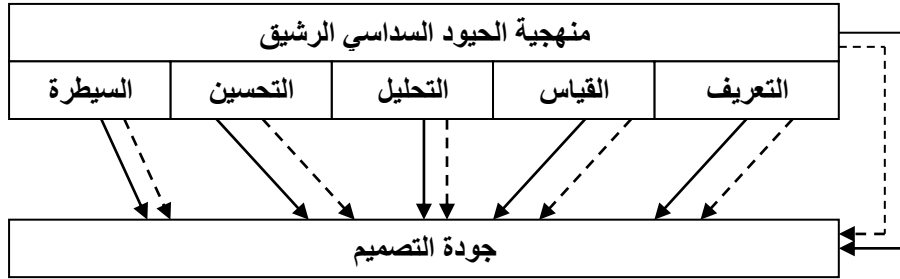 منهجية الحيود السداسي الرشيق
التعريف القياس التحليل التحسين السيطرة
جودة التصميم